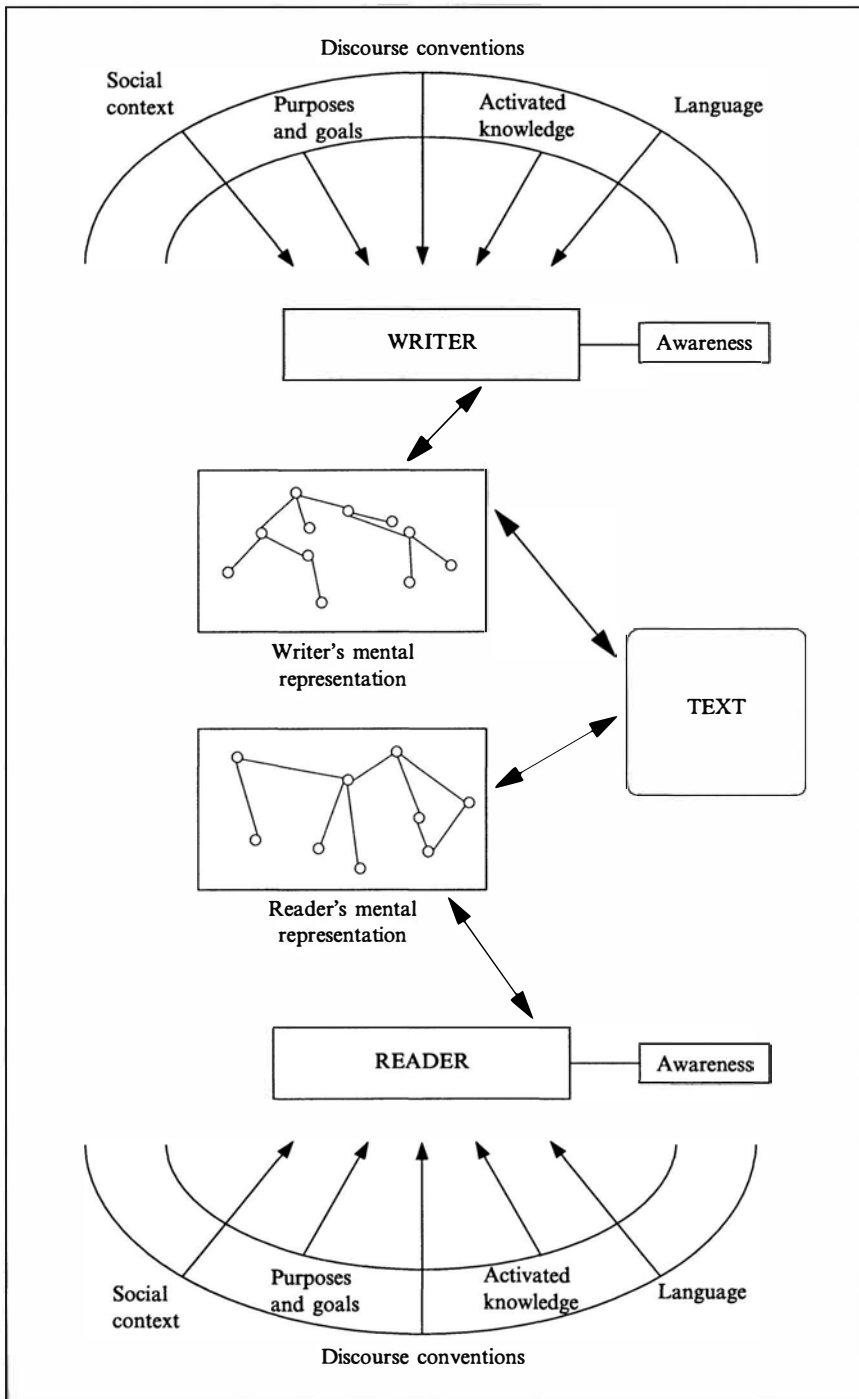 Discourse conventions
Social
context
Purposes
and goals
Activated
knowledge
Language
WRITER
Awareness
Writer's mental
representation
TEXT
Reader's mental
representation
READER
Awareness
Social
context
Purposes
and goals
Activated
knowledge
Language
Discourse conventions